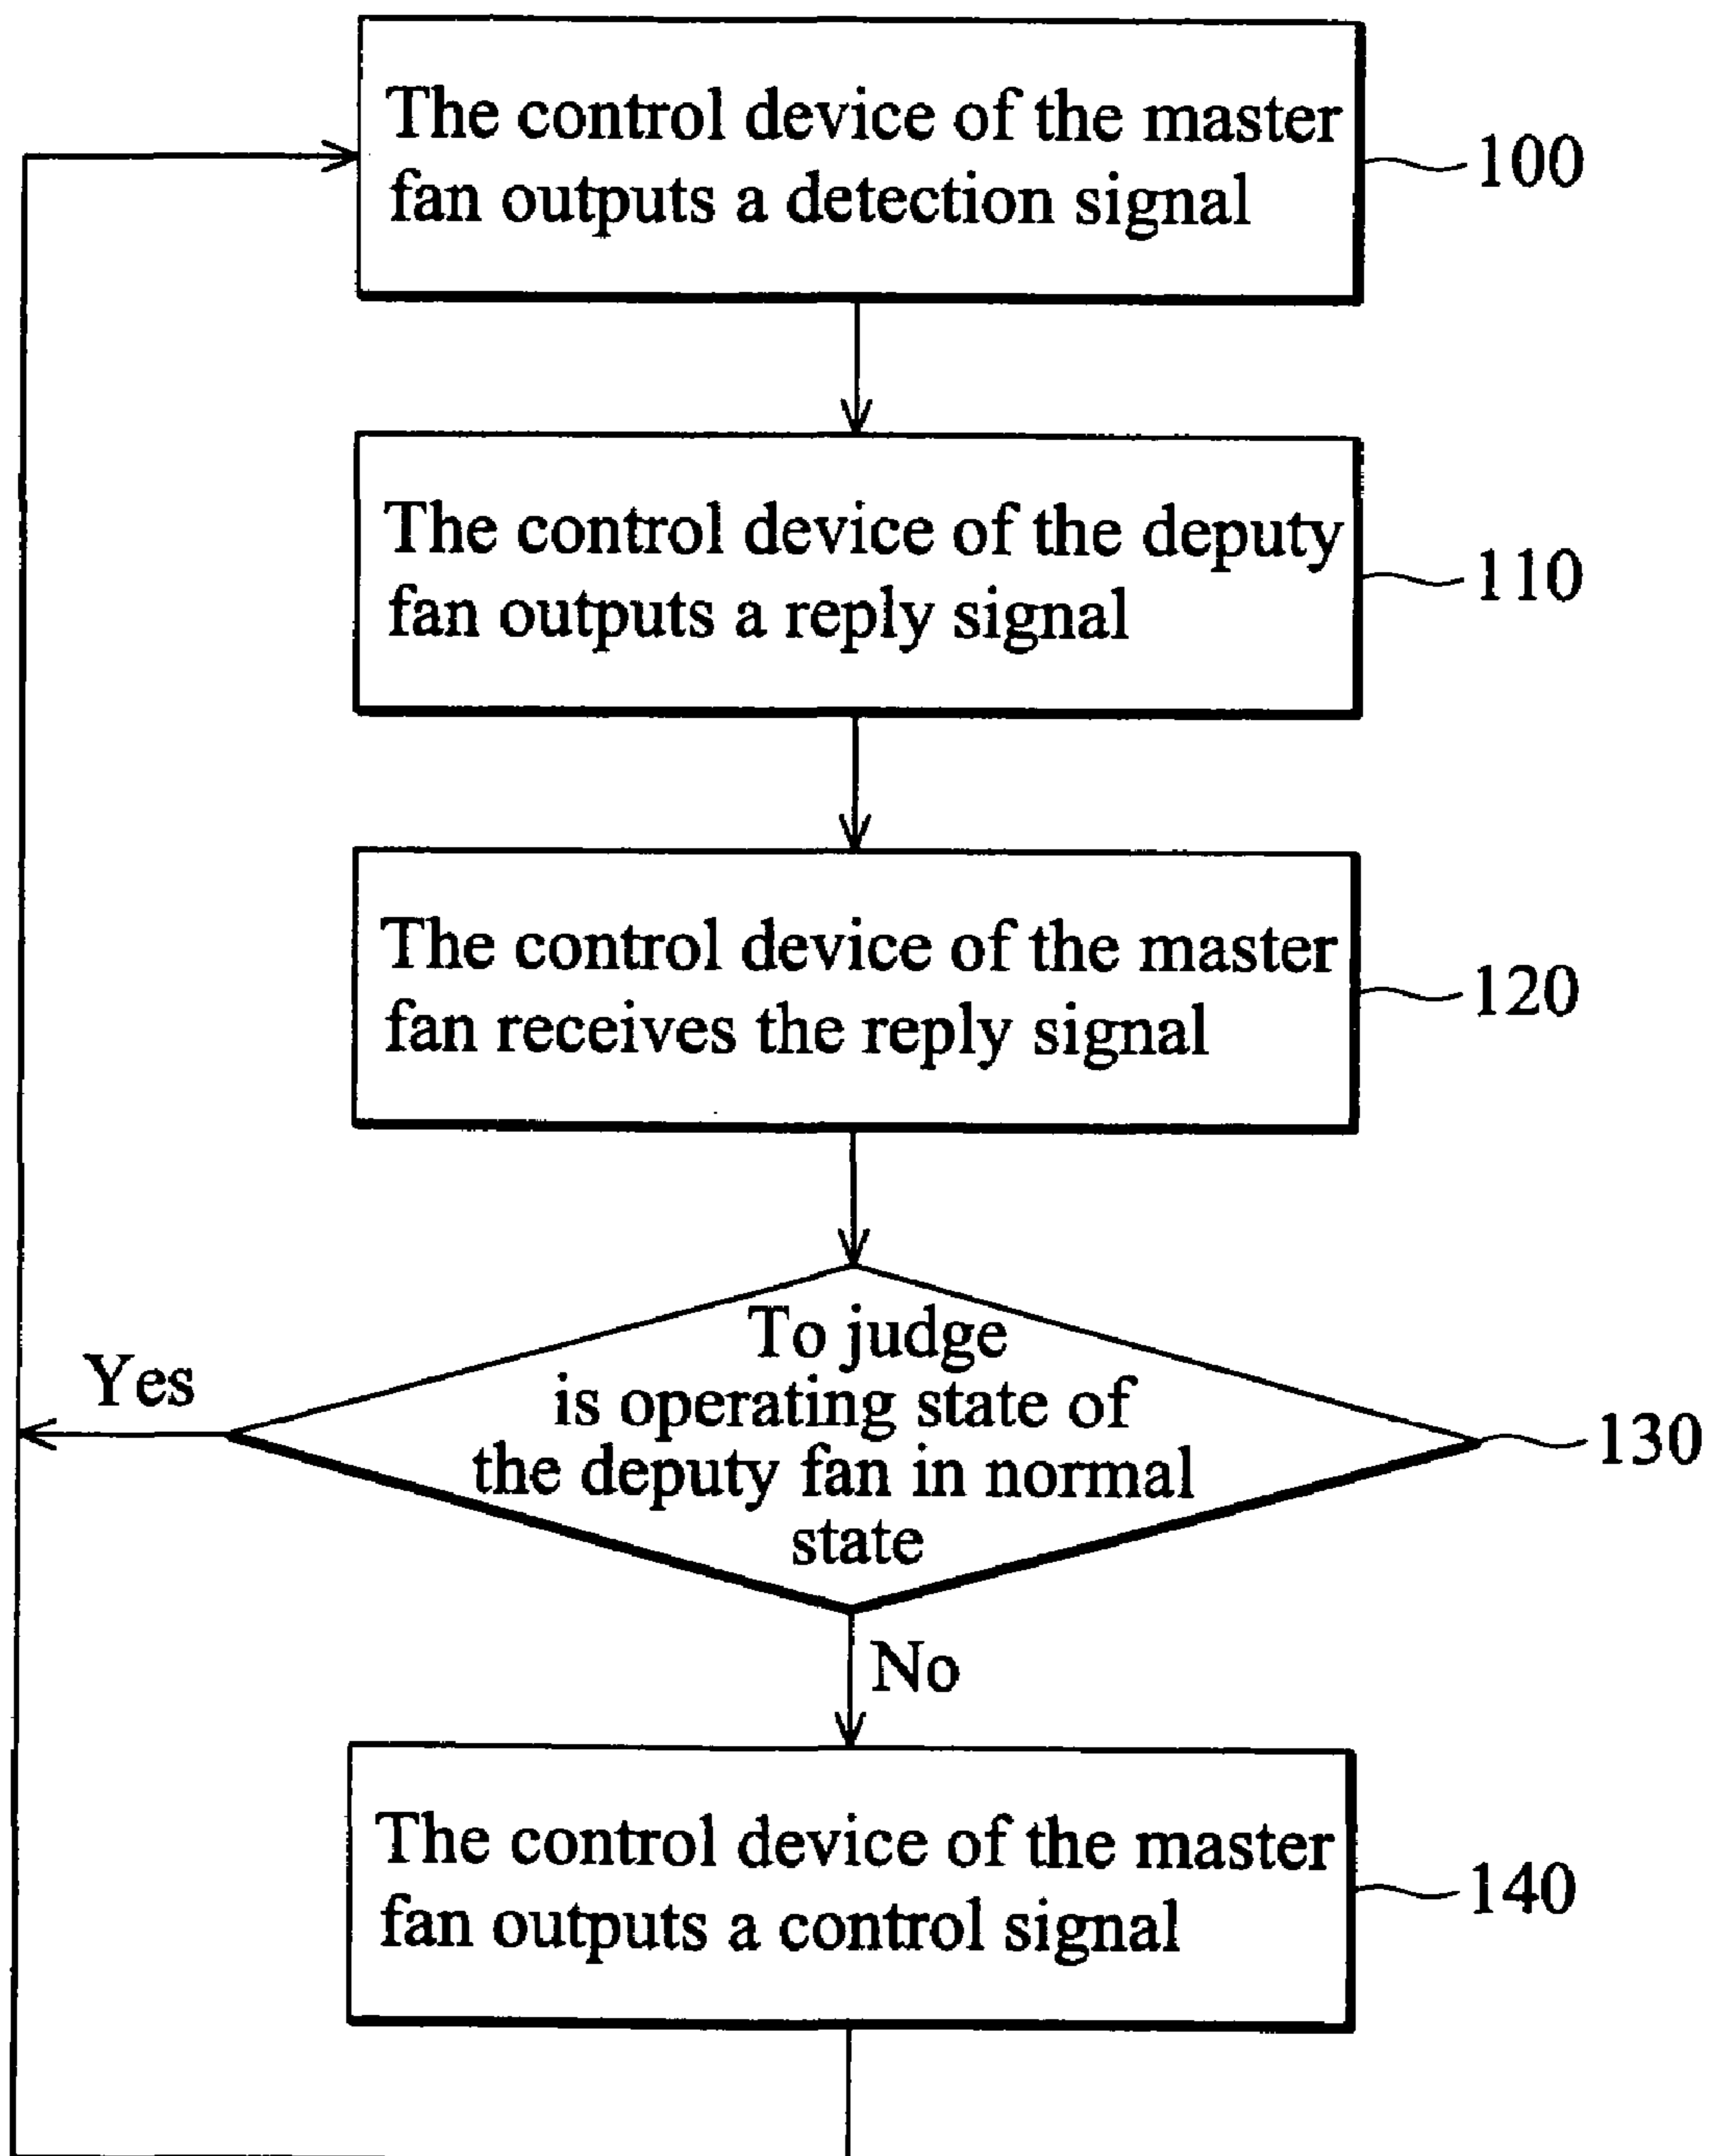 The control device of the master
fan outputs a detection signal
100
The control device of the deputy
fan outputs a reply signal
110
The control device of the master
fan receives the reply signal
120
To judge
is operating state of
the deputy fan in normal
state
Yes
130
No
The control device of the master
fan outputs a control signal
140